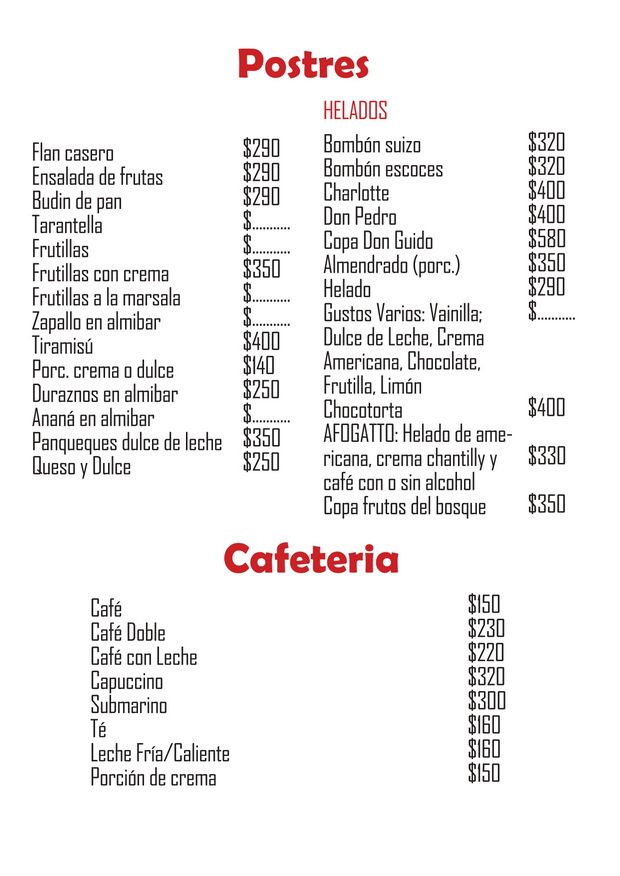 Postres
Flan casero $290
Ensalada de frutas $290
Budin de pan $290
Tarantella $...........
Frutillas $...........
Frutillas con crema $350
Frutillas a la marsala $...........
Zapallo en almibar $...........
Tiramisú $400
Porc. crema o dulce $140
Duraznos en almibar $250
Ananá en almibar $...........
Panqueques dulce de leche $350
Queso y Dulce $250
HELADOS
Bombón suizo $320
Bombón escoces $320
Charlotte $400
Don Pedro $400
Copa Don Guido $580
Almendrado (porc.) $350
Helado $290
Gustos Varios: Vainilla; $...........
Dulce de Leche, Crema
Americana, Chocolate,
Frutilla, Limón
Chocotorta $400
AFOGATTO: Helado de ame-
ricana, crema chantilly y $330
café con o sin alcohol
Copa frutos del bosque $350
Cafeteria
Café $150
Café Doble $230
Café con Leche $220
Capuccino $320
Submarino $300
Té $160
Leche Fría/Caliente $160
Porción de crema $150